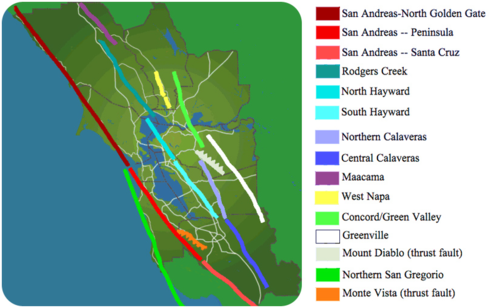 San Andreas-North Golden Gate
San Andreas -- Peninsula
San Andreas -- Santa Cruz
Rodgers Creek
North Hayward
South Hayward
Northern Calaveras
Central Calaveras
Maacama
West Napa
Concord/Green Valley
Greenville
Mount Diablo (thrust fault)
Northern San Gregorio
Monte Vista (thrust fault)